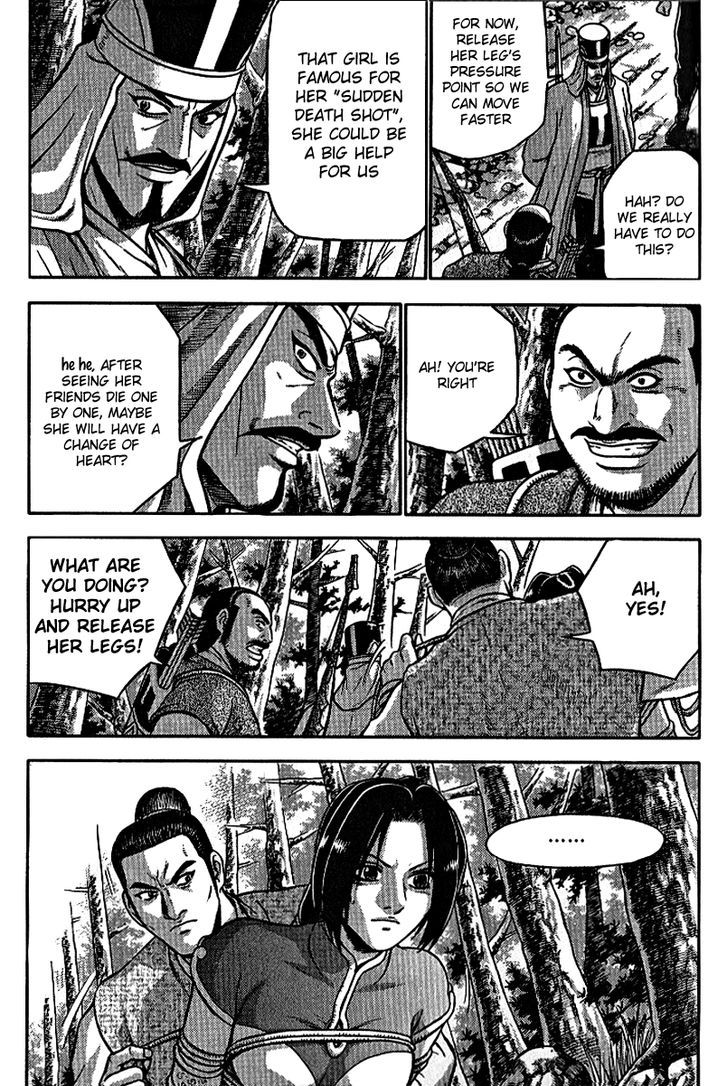 FOR NOW,
RELEASE
HER LEG'S
PRESSURE
POINT SO WE
CAN MOVE
FASTER
HAH? DO
WE REALLY
HAVE TO DO
THIS?
THAT GIRL IS
FAMOUS FOR
HER "SUDDEN
DEATH SHOT",
SHE COULD BE
A BIG HELP
FOR US
AH! YOU'RE
RIGHT
he he, AFTER
SEEING HER
FRIENDS DIE ONE
BY ONE, MAYBE
SHE WILL HAVE A
CHANGE OF
HEART?
AH,
YES!
WHAT ARE
YOU DOING?
HURRY UP
AND RELEASE
HER LEGS!
......